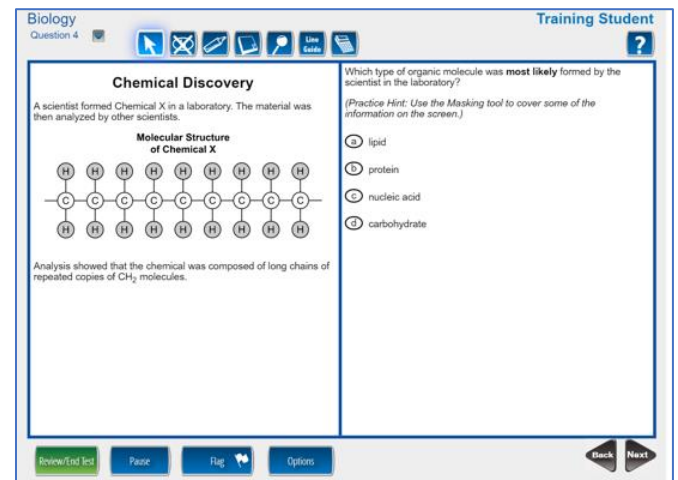 Biology
Training Student
Question 4
Line
Guide
?
Chemical Discovery
A scientist formed Chemical X in a laboratory. The material was
then analyzed by other scientists.
Molecular Structure
of Chemical X
H H H H H H H H H
C C C C C C C C C
H H H H H H H H H
Analysis showed that the chemical was composed of long chains of
repeated copies of CH₂ molecules.
Which type of organic molecule was most likely formed by the
scientist in the laboratory?
(Practice Hint: Use the Masking tool to cover some of the
information on the screen.)
a lipid
b protein
c nucleic acid
d carbohydrate
Review/End Test
Pause
Flag
Options
Back
Next